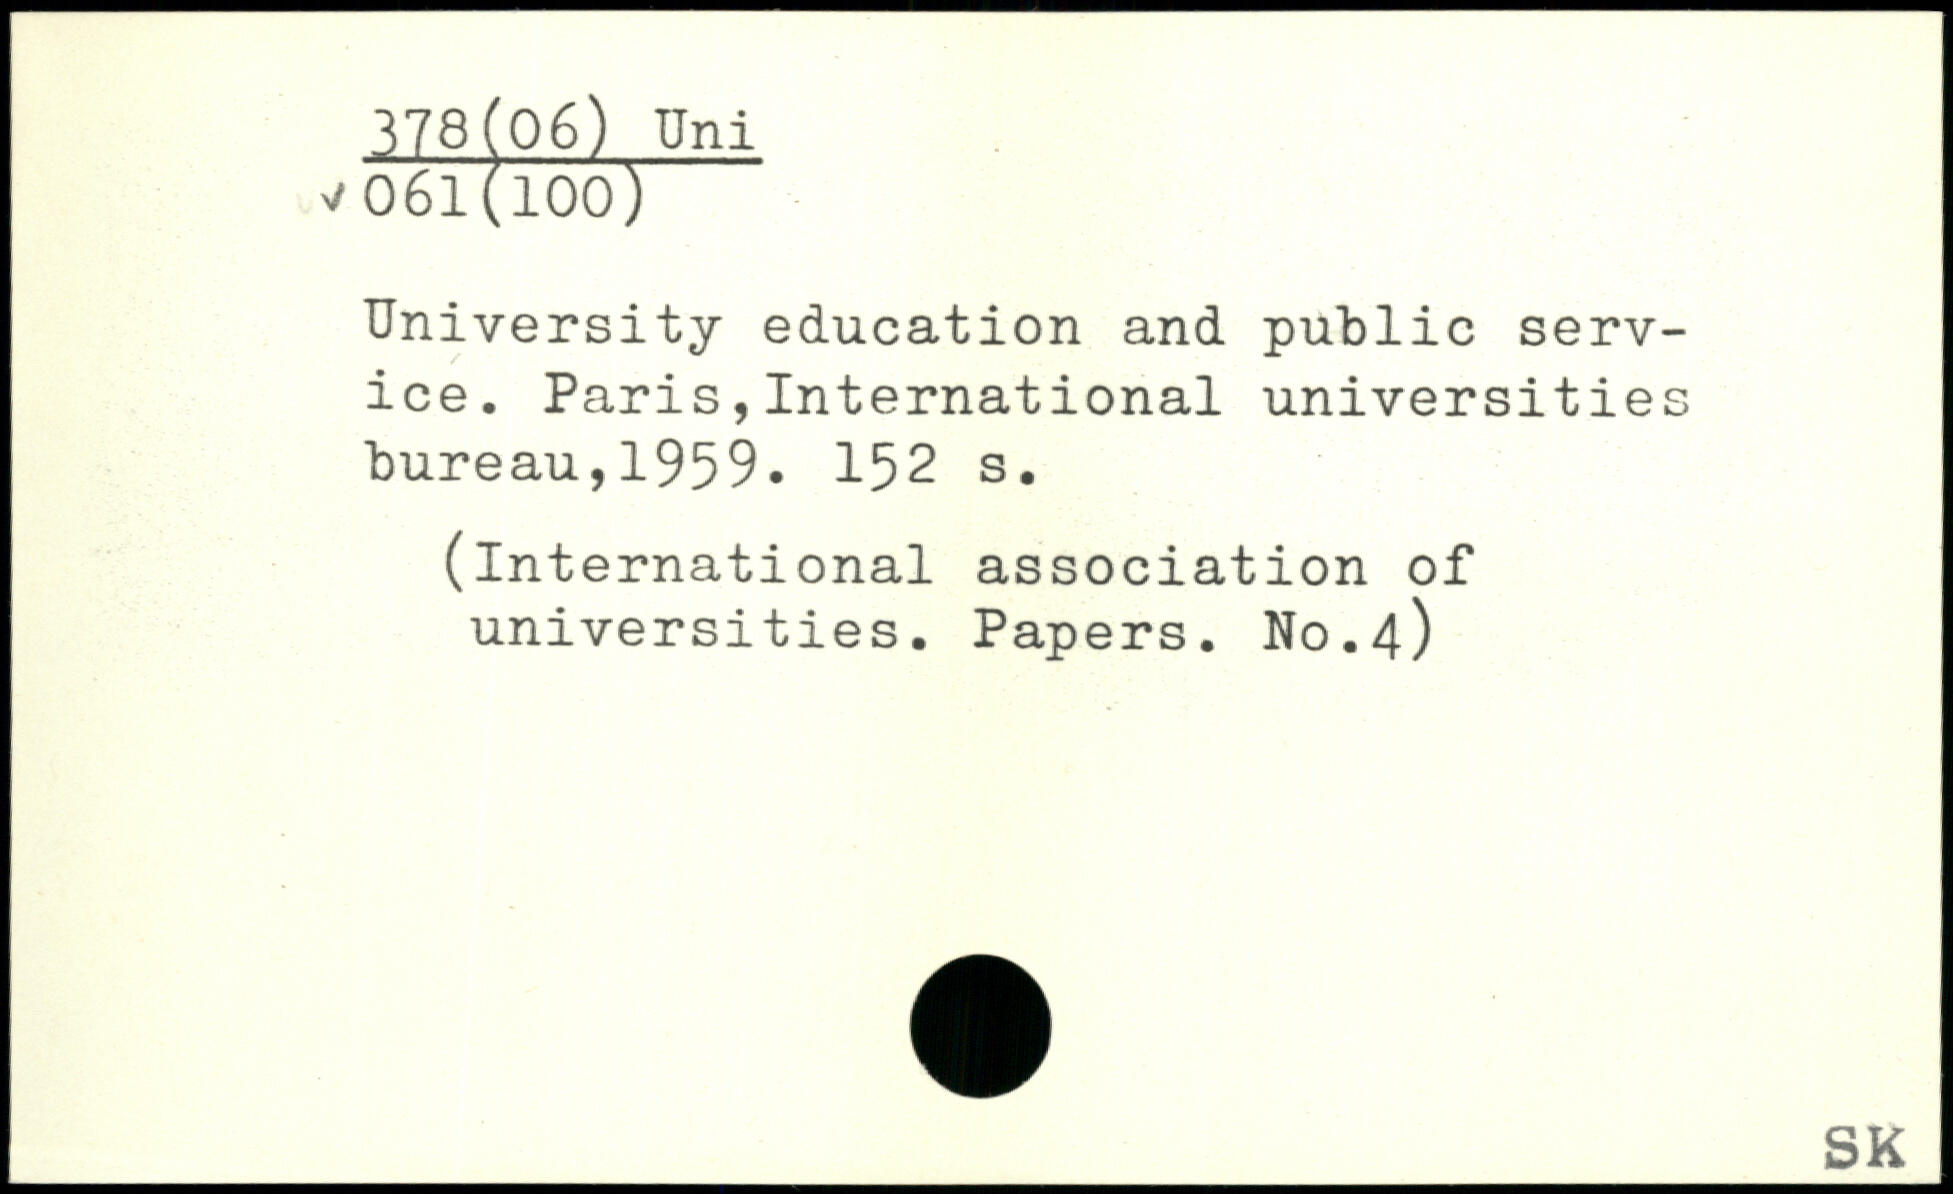 378(06) Uni
✓061(100)
University education and public serv-
ice. Paris,International universities
bureau,1959. 152 s.
(International association of
universities. Papers. No.4)
SK